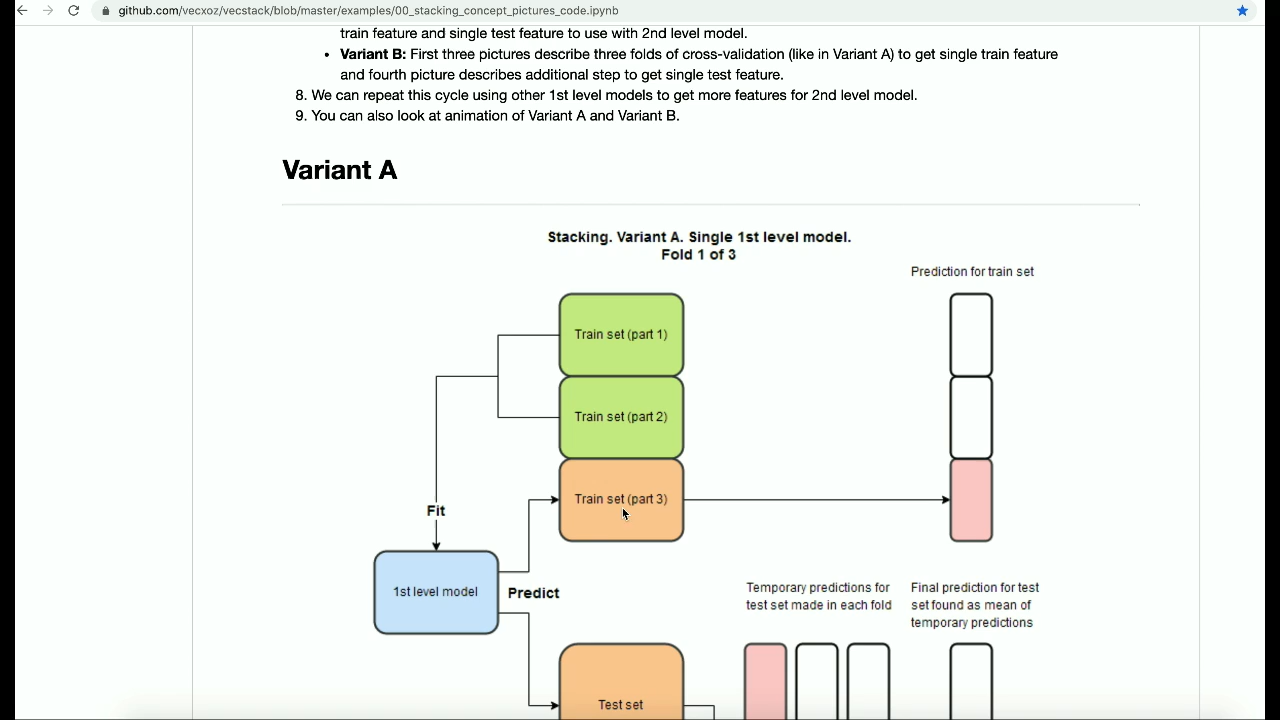 github.com/vecxoz/vecstack/blob/master/examples/00_stacking_concept_pictures_code.ipynb
train feature and single test feature to use with 2nd level model.
• Variant B: First three pictures describe three folds of cross-validation (like in Variant A) to get single train feature
and fourth picture describes additional step to get single test feature.
8. We can repeat this cycle using other 1st level models to get more features for 2nd level model.
9. You can also look at animation of Variant A and Variant B.
Variant A
Stacking. Variant A. Single 1st level model.
Fold 1 of 3
Prediction for train set
Train set (part 1)
Train set (part 2)
Train set (part 3)
Fit
1st level model
Predict
Temporary predictions for
test set made in each fold
Final prediction for test
set found as mean of
temporary predictions
Test set